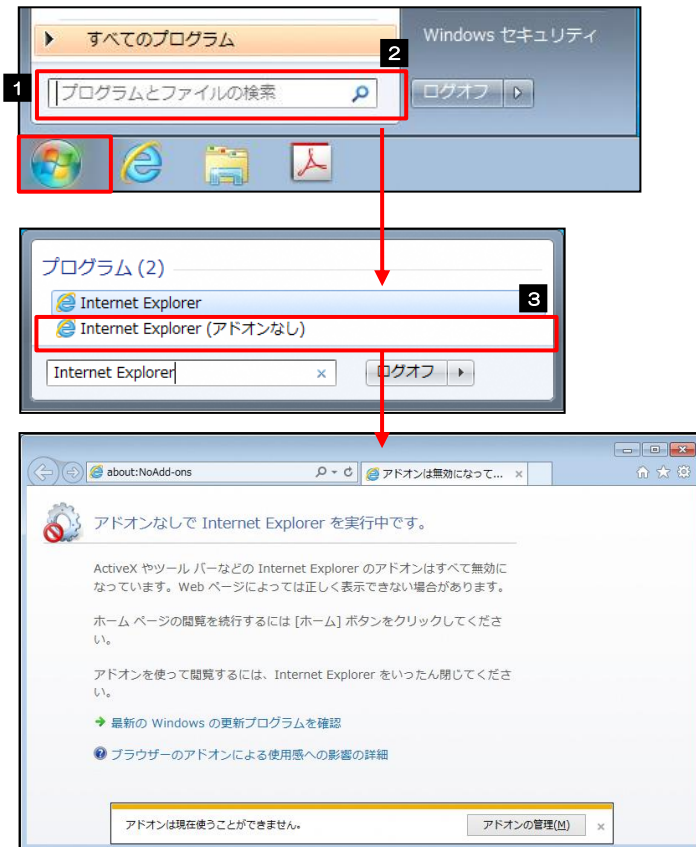 すべてのプログラム
Windows セキュリティ
2
1
プログラムとファイルの検索
ログオフ
プログラム (2)
Internet Explorer
3
Internet Explorer (アドオンなし)
Internet Explorer
ログオフ
about:NoAdd-ons
アドオンは無効になって...
アドオンなしで Internet Explorer を実行中です。
ActiveX やツール バーなどの Internet Explorer のアドオンはすべて無効に
なっています。Web ページによっては正しく表示できない場合があります。
ホーム ページの閲覧を続行するには [ホーム] ボタンをクリックしてくださ
い。
アドオンを使って閲覧するには、Internet Explorer をいったん閉じてくださ
い。
最新の Windows の更新プログラムを確認
ブラウザーのアドオンによる使用感への影響の詳細
アドオンは現在使うことができません。
アドオンの管理(M)